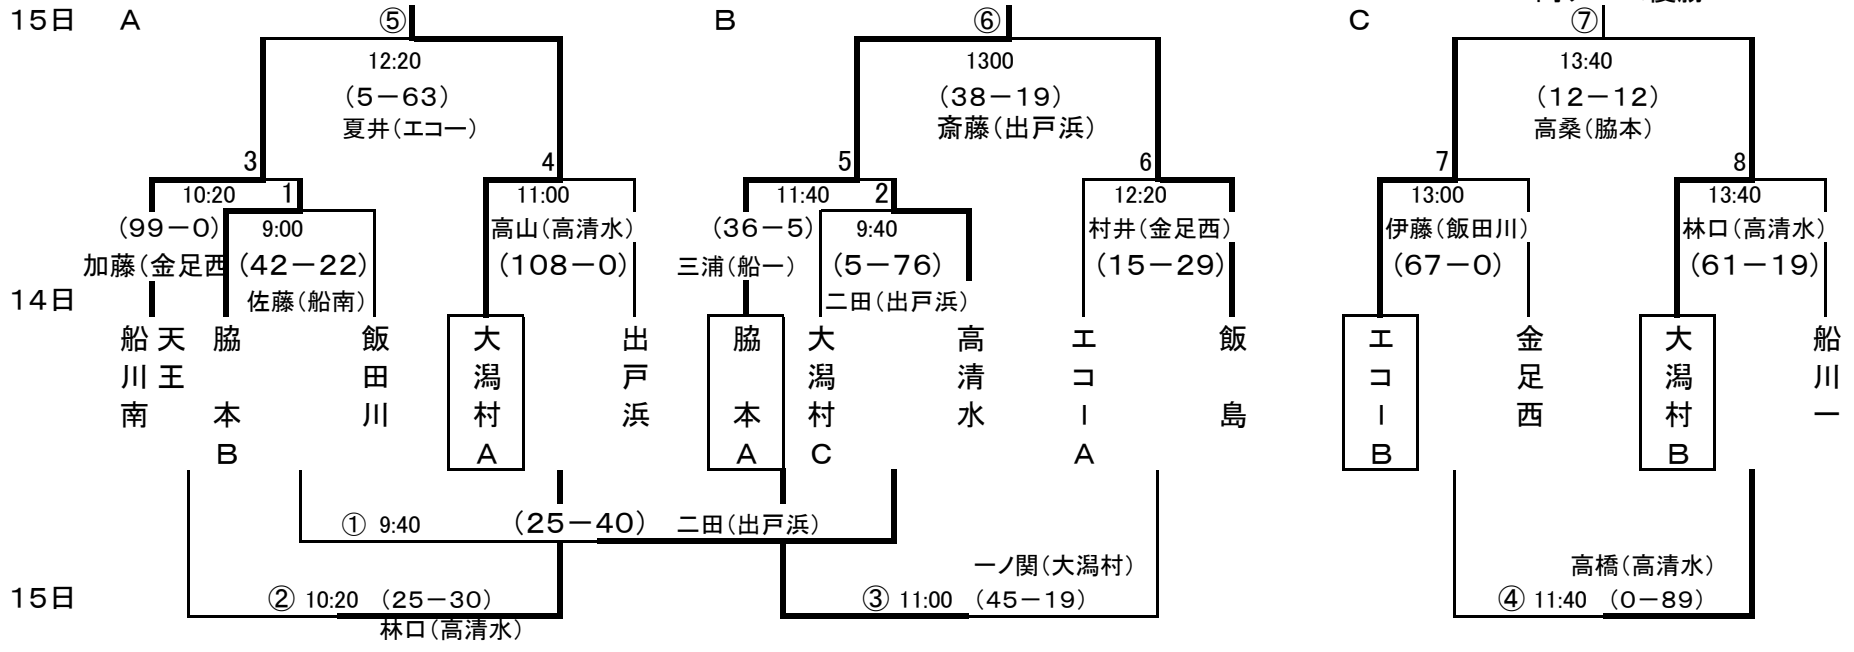 15日 A ⑤ B ⑥ C ⑦
12:20 1300 13:40
(5－63) (38－19) (12－12)
夏井(エコー) 斎藤(出戸浜) 高桑(脇本)
3 4 5 6 7 8
10:20 1 11:00 11:40 2 12:20 13:00 13:40
(99－0) 9:00 高山(高清水) (36－5) 9:40 村井(金足西) 伊藤(飯田川) 林口(高清水)
加藤(金足西 (42－22) (108－0) 三浦(船一) (5－76) (15－29) (67－0) (61－19)
14日 佐藤(船南) 二田(出戸浜)
船川南
天王
脇本B
飯田川
大潟村A
出戸浜
脇本A
大潟村C
高清水
エコーA
飯島
エコーB
金足西
大潟村B
船川一
① 9:40 (25－40) 二田(出戸浜)
一ノ関(大潟村) 高橋(高清水)
15日 ② 10:20 (25－30) ③ 11:00 (45－19) ④ 11:40 (0－89)
林口(高清水)